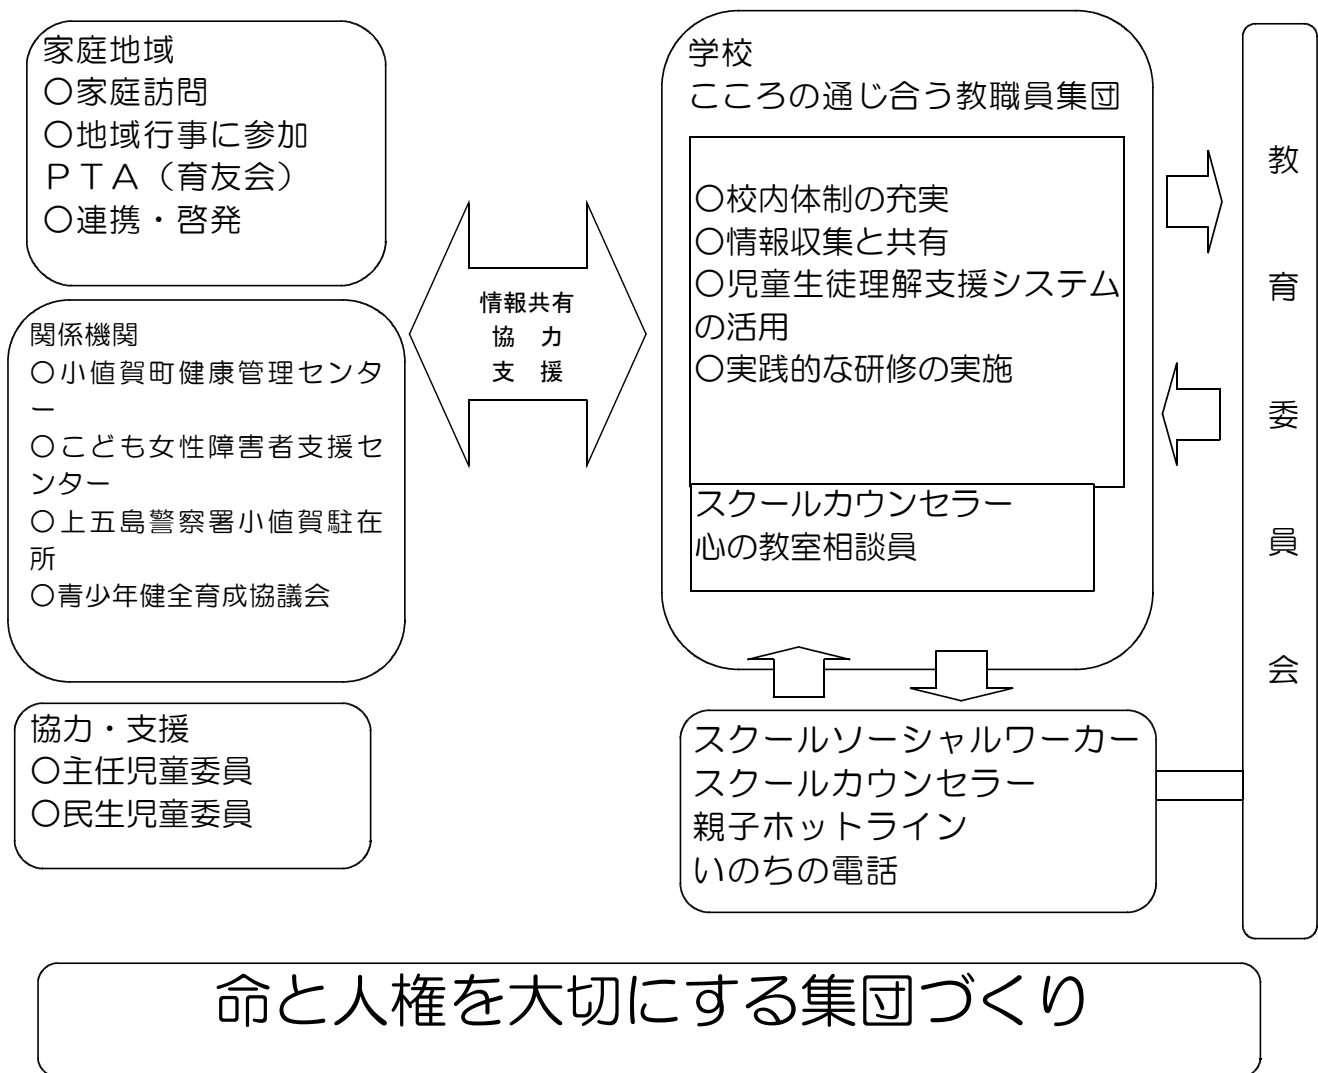 家庭地域
○家庭訪問
○地域行事に参加
ＰＴＡ（育友会）
○連携・啓発
関係機関
○小値賀町健康管理センタ
ー
○こども女性障害者支援セ
ンター
○上五島警察署小値賀駐在
所
○青少年健全育成協議会
協力・支援
○主任児童委員
○民生児童委員
情報共有
協　力
支　援
学校
こころの通じ合う教職員集団
○校内体制の充実
○情報収集と共有
○児童生徒理解支援システム
の活用
○実践的な研修の実施
スクールカウンセラー
心の教室相談員
スクールソーシャルワーカー
スクールカウンセラー
親子ホットライン
いのちの電話
教育委員会
命と人権を大切にする集団づくり